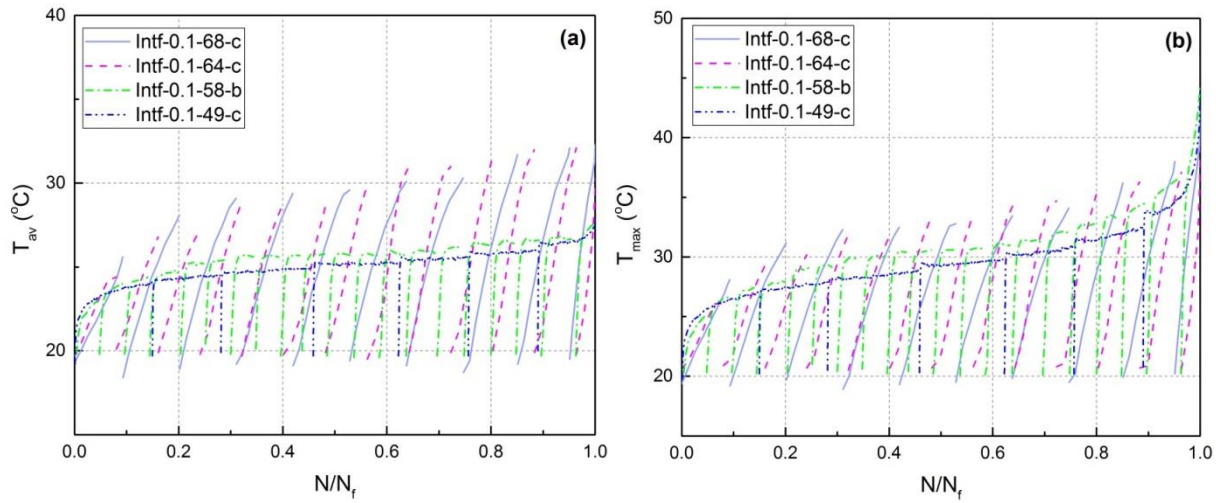 (a)
Intf-0.1-68-c
Intf-0.1-64-c
Intf-0.1-58-b
Intf-0.1-49-c
40
30
20
T_av (°C)
0.0 0.2 0.4 0.6 0.8 1.0
N/N_f
(b)
Intf-0.1-68-c
Intf-0.1-64-c
Intf-0.1-58-b
Intf-0.1-49-c
50
40
30
20
T_max (°C)
0.0 0.2 0.4 0.6 0.8 1.0
N/N_f